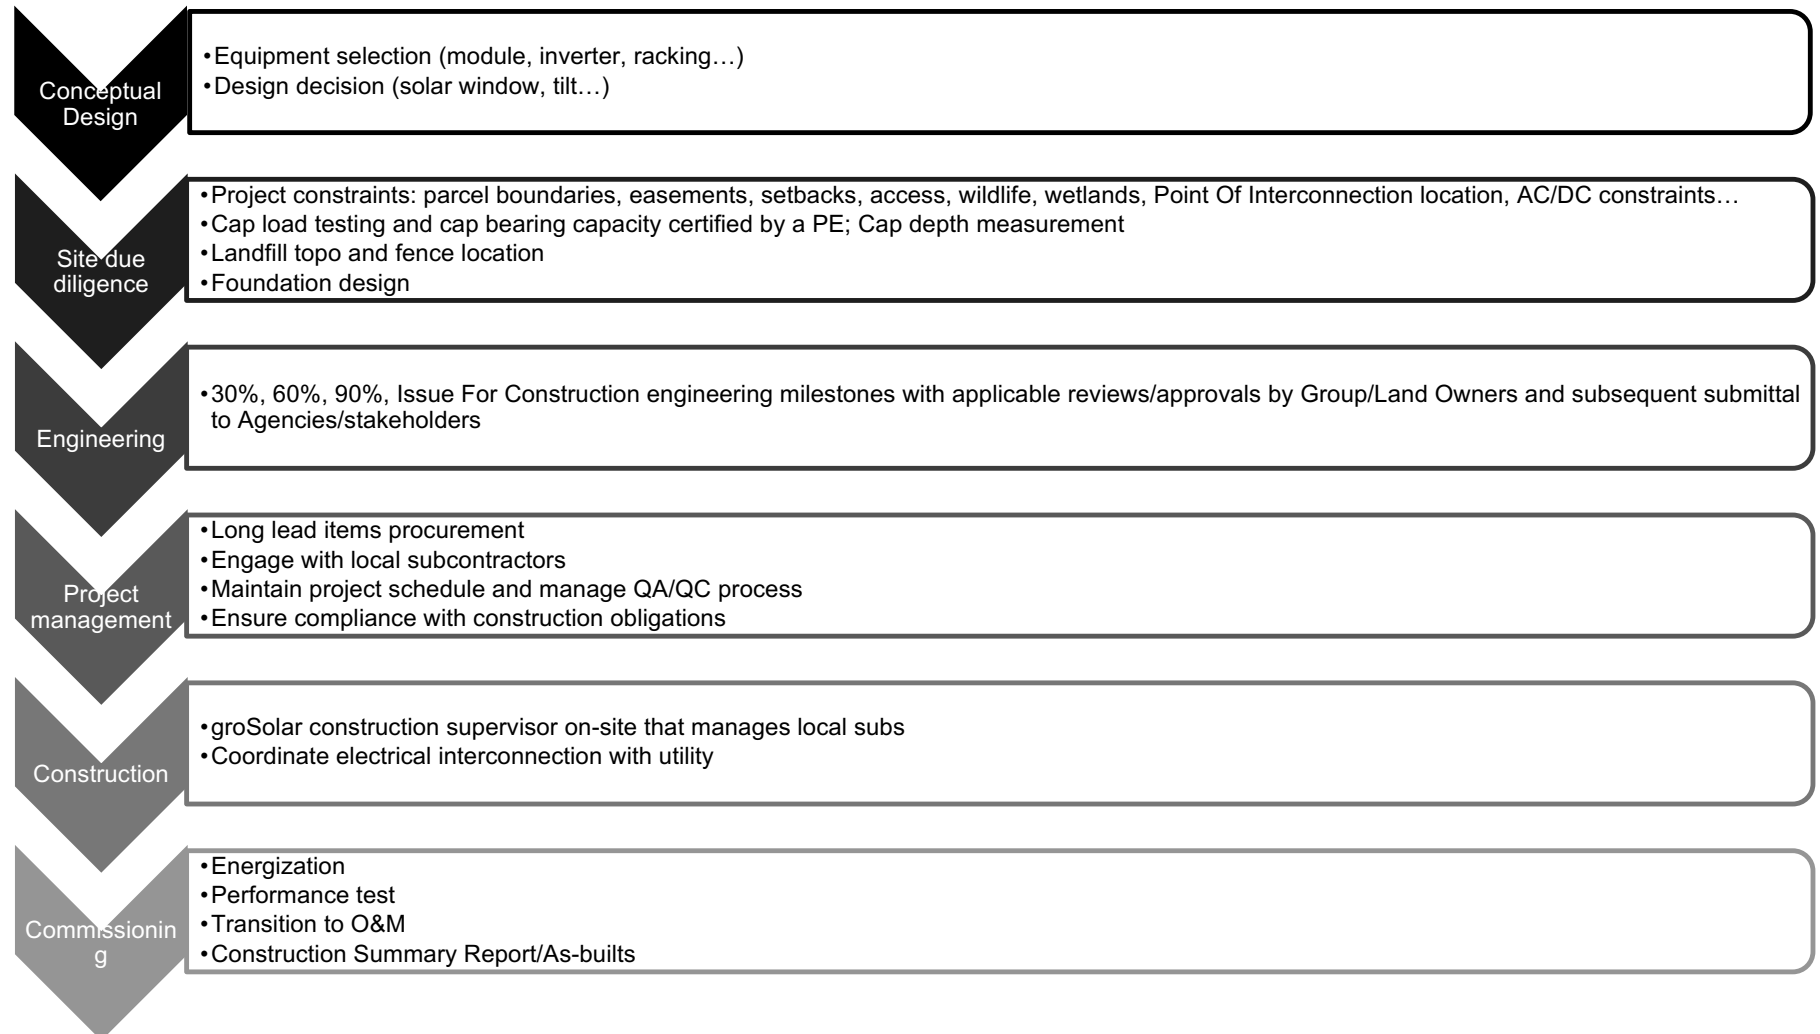 Conceptual
Design
•Equipment selection (module, inverter, racking…)
•Design decision (solar window, tilt…)
Site due
diligence
•Project constraints: parcel boundaries, easements, setbacks, access, wildlife, wetlands, Point Of Interconnection location, AC/DC constraints…
•Cap load testing and cap bearing capacity certified by a PE; Cap depth measurement
•Landfill topo and fence location
•Foundation design
Engineering
•30%, 60%, 90%, Issue For Construction engineering milestones with applicable reviews/approvals by Group/Land Owners and subsequent submittal
to Agencies/stakeholders
Project
management
•Long lead items procurement
•Engage with local subcontractors
•Maintain project schedule and manage QA/QC process
•Ensure compliance with construction obligations
Construction
•groSolar construction supervisor on-site that manages local subs
•Coordinate electrical interconnection with utility
Commissionin
g
•Energization
•Performance test
•Transition to O&M
•Construction Summary Report/As-builts